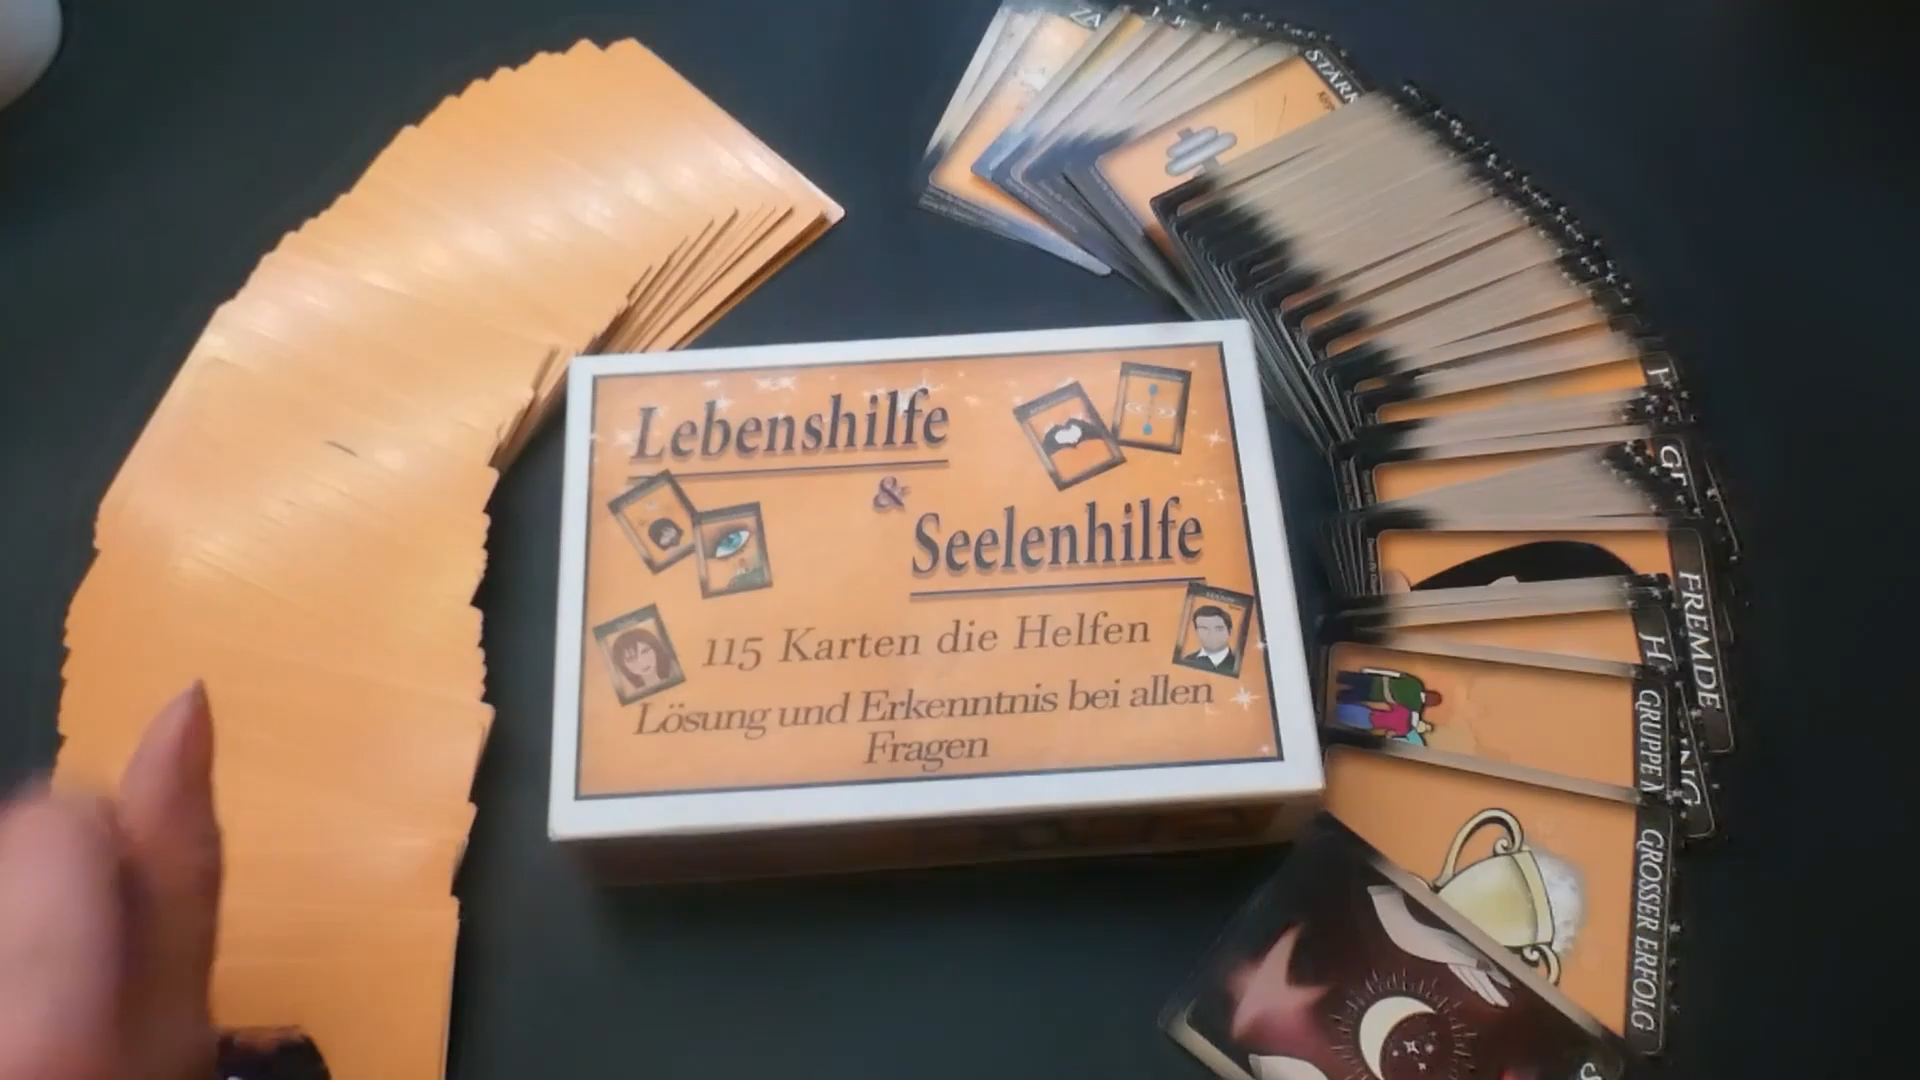 Lebenshilfe
&
Seelenhilfe
115 Karten die Helfen
Lösung und Erkenntnis bei allen
Fragen
FREMDE
GRUPPE
GROSSER ERFOLG